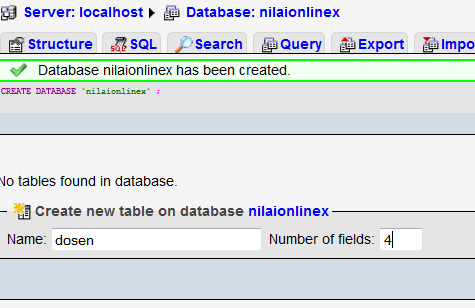 Server: localhost Database: nilaionlinex
Structure SQL Search Query Export Impo
Database nilaionlinex has been created.
CREATE DATABASE `nilaionlinex` ;
No tables found in database.
Create new table on database nilaionlinex
Name: dosen Number of fields: 4